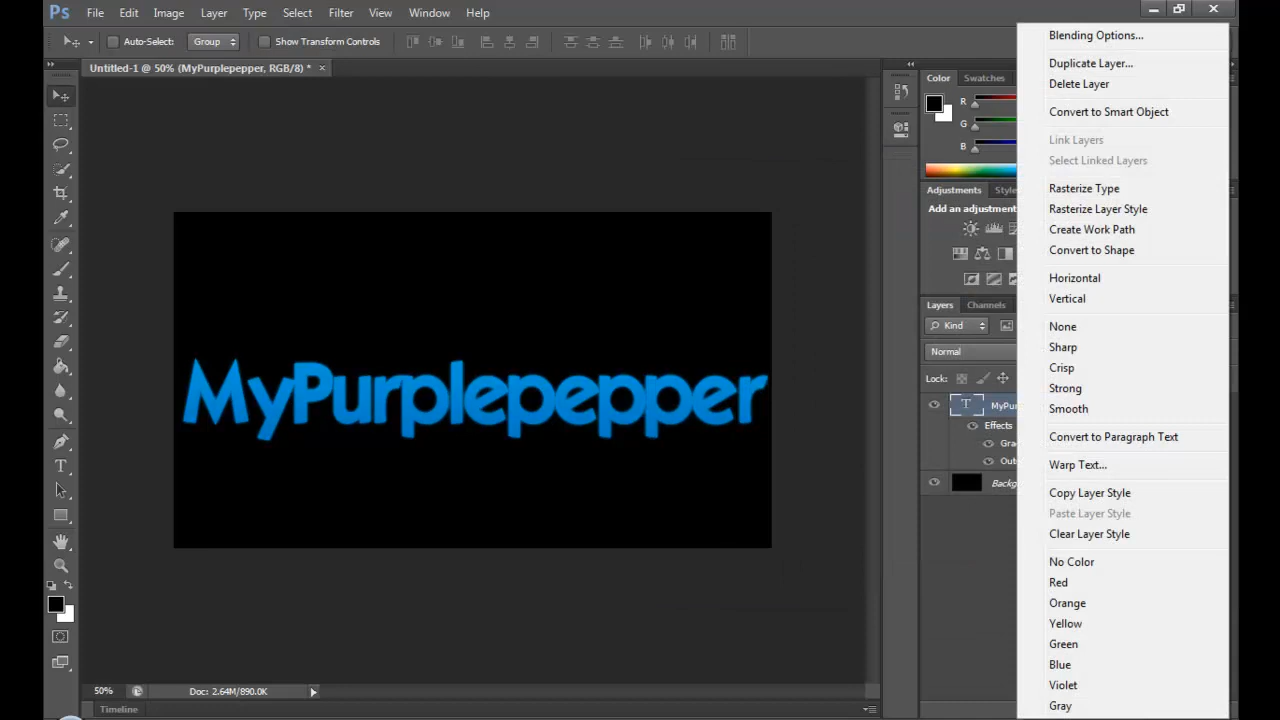 Ps File Edit Image Layer Type Select Filter View Window Help
Auto-Select: Group Show Transform Controls
Untitled-1 @ 50% (MyPurplepepper, RGB/8) * ×
Color Swatches
R
G
B
Adjustments Style
Add an adjustment
Layers Channels
Kind
Normal
Lock:
T MyPur
Effects
Gra
Oute
Backg
MyPurplepepper
50% Doc: 2.64M/890.0K
Timeline
Blending Options...
Duplicate Layer...
Delete Layer
Convert to Smart Object
Link Layers
Select Linked Layers
Rasterize Type
Rasterize Layer Style
Create Work Path
Convert to Shape
Horizontal
Vertical
None
Sharp
Crisp
Strong
Smooth
Convert to Paragraph Text
Warp Text...
Copy Layer Style
Paste Layer Style
Clear Layer Style
No Color
Red
Orange
Yellow
Green
Blue
Violet
Gray